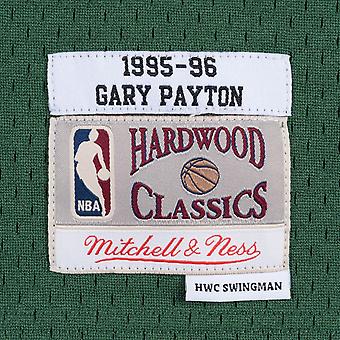 1995-96
GARY PAYTON
NBA
HARDWOOD
CLASSICS
Mitchell & Ness
HWC SWINGMAN